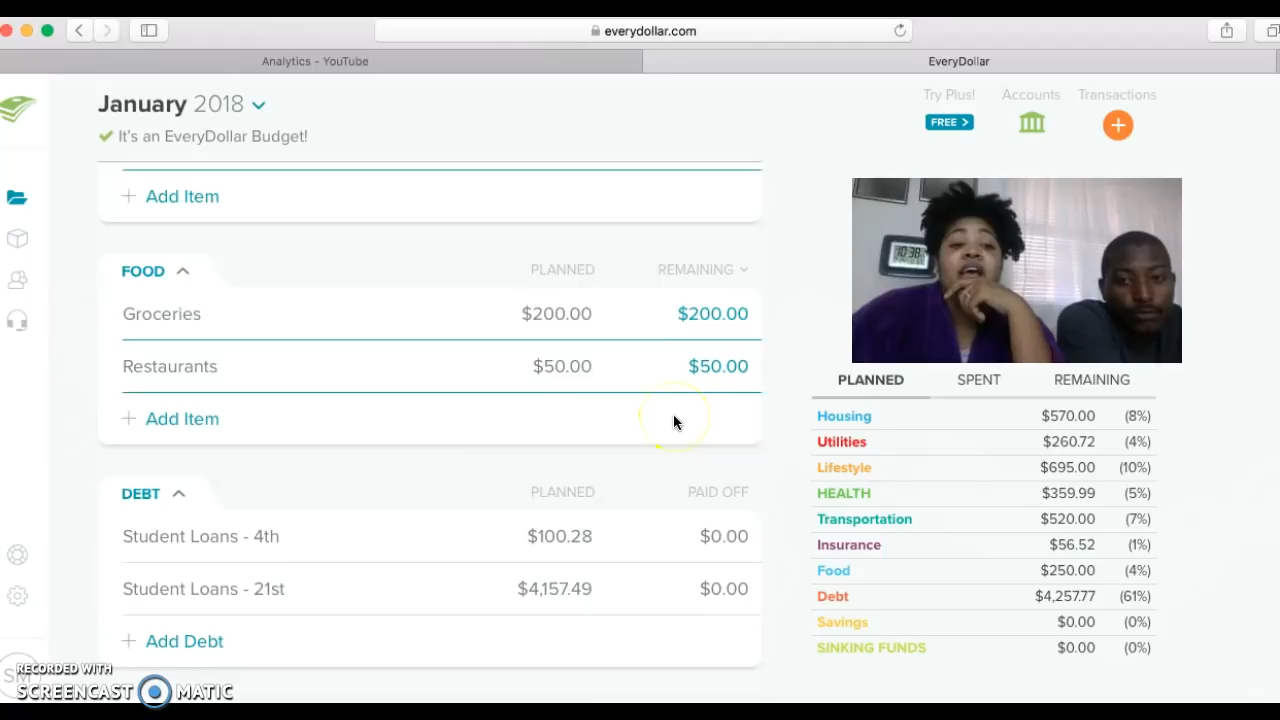 everydollar.com
Analytics - YouTube
EveryDollar
January 2018
It's an EveryDollar Budget!
Try Plus!
Accounts
Transactions
FREE >
+ Add Item
FOOD
PLANNED
REMAINING
Groceries
$200.00
$200.00
Restaurants
$50.00
$50.00
+ Add Item
DEBT
PLANNED
PAID OFF
Student Loans - 4th
$100.28
$0.00
Student Loans - 21st
$4,157.49
$0.00
+ Add Debt
10:38
PLANNED
SPENT
REMAINING
Housing $570.00 (8%)
Utilities $260.72 (4%)
Lifestyle $695.00 (10%)
HEALTH $359.99 (5%)
Transportation $520.00 (7%)
Insurance $56.52 (1%)
Food $250.00 (4%)
Debt $4,257.77 (61%)
Savings $0.00 (0%)
SINKING FUNDS $0.00 (0%)
SM
RECORDED WITH
SCREENCAST MATIC